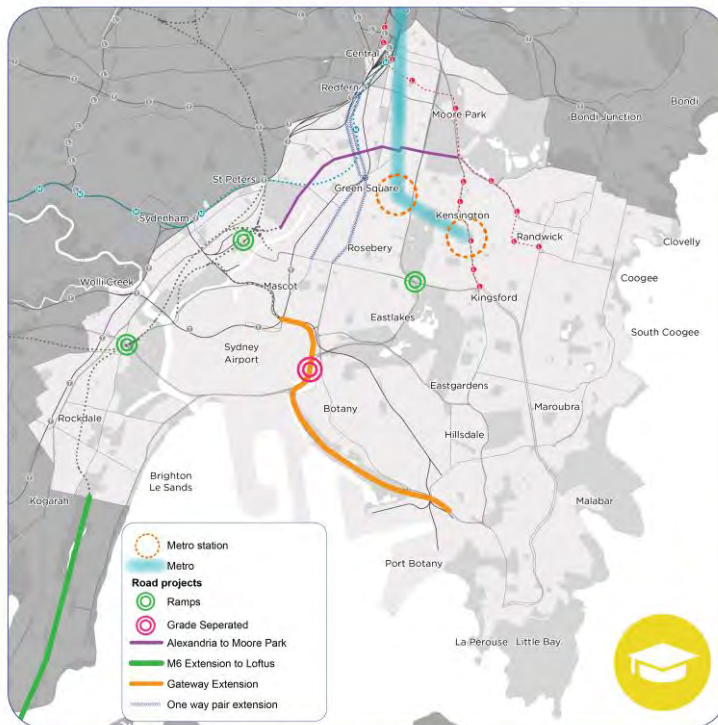 Central
Redfern
Moore Park
Bondi
Bondi Junction
St Peters
Green Square
Sydenham
Kensington
Randwick
Clovelly
Rosebery
Wolli Creek
Mascot
Coogee
Kingsford
Eastlakes
South Coogee
Sydney
Airport
Eastgardens
Botany
Maroubra
Rockdale
Hillsdale
Brighton
Le Sands
Kogarah
Malabar
Port Botany
La Perouse
Little Bay
Metro station
Metro
Road projects
Ramps
Grade Seperated
Alexandria to Moore Park
M6 Extension to Loftus
Gateway Extension
One way pair extension